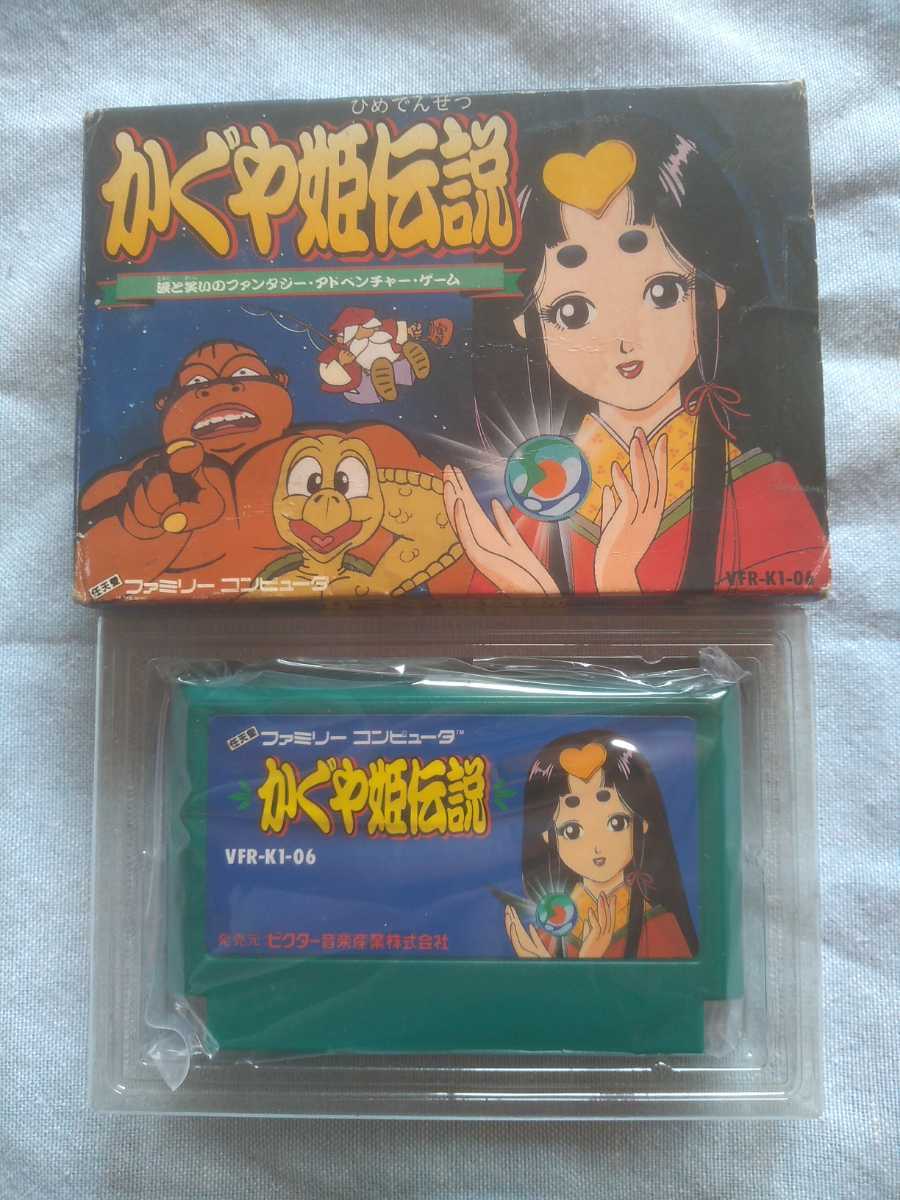 ひめでんせつ
かぐや姫伝説
涙と笑いのファンタジー・アドベンチャー・ゲーム
任天堂 ファミリー コンピュータ
VFR-K1-06
任天堂 ファミリー コンピュータ™
かぐや姫伝説
VFR-K1-06
発売元 ビクター音楽産業株式会社